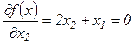 ∂f(x)/∂x₂ = 2x₂ + x₁ = 0